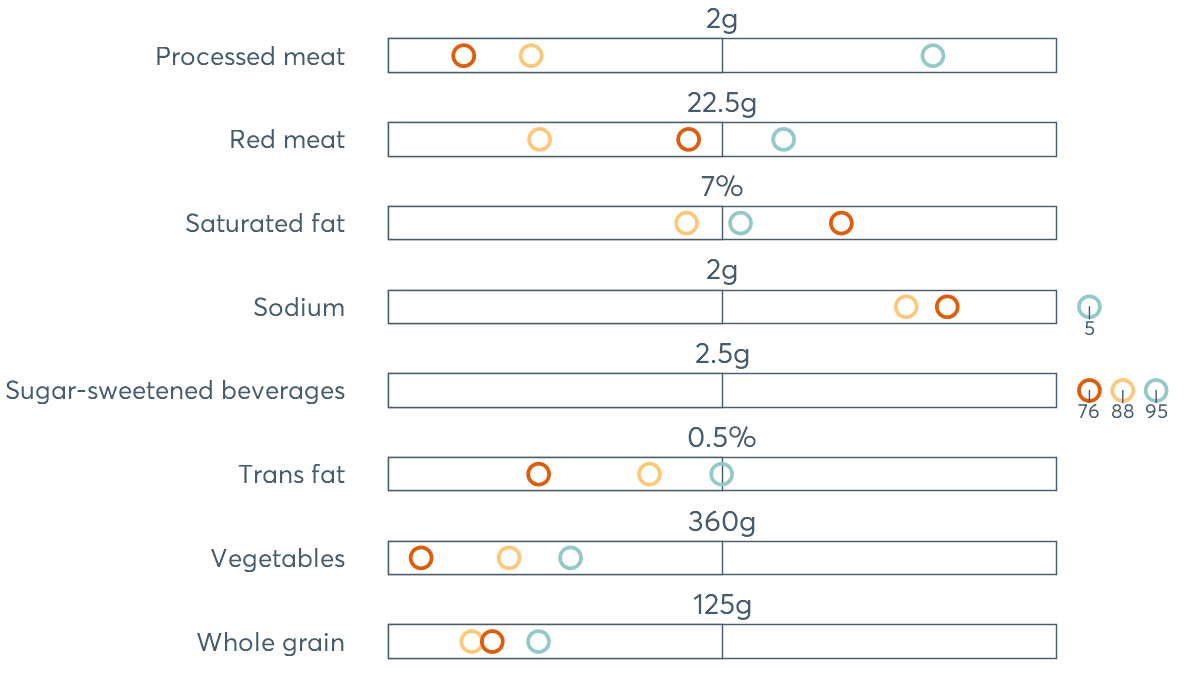 2g
Processed meat
22.5g
Red meat
7%
Saturated fat
2g
Sodium
5
2.5g
Sugar-sweetened beverages
76 88 95
0.5%
Trans fat
360g
Vegetables
125g
Whole grain